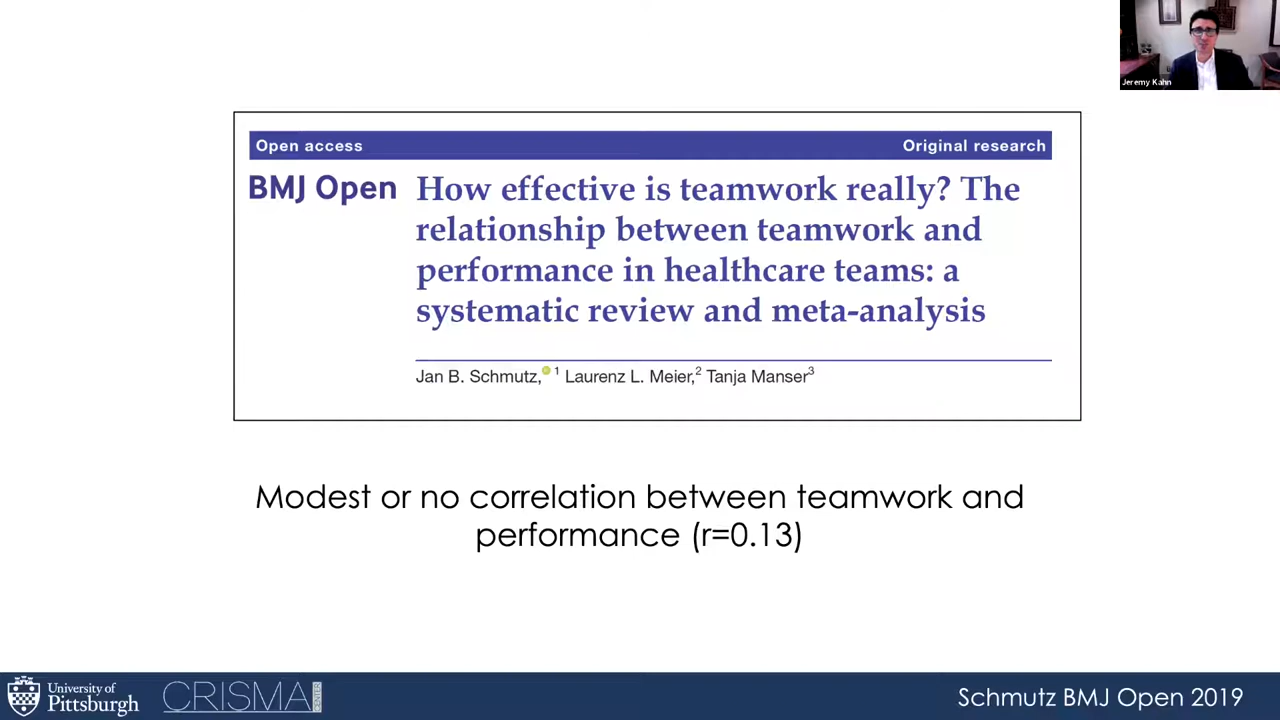 Jeremy Kahn
Open access Original research
BMJ Open How effective is teamwork really? The
relationship between teamwork and
performance in healthcare teams: a
systematic review and meta-analysis
Jan B. Schmutz,1 Laurenz L. Meier,2 Tanja Manser3
Modest or no correlation between teamwork and
performance (r=0.13)
University of
Pittsburgh
CRISMA
CENTER
Schmutz BMJ Open 2019